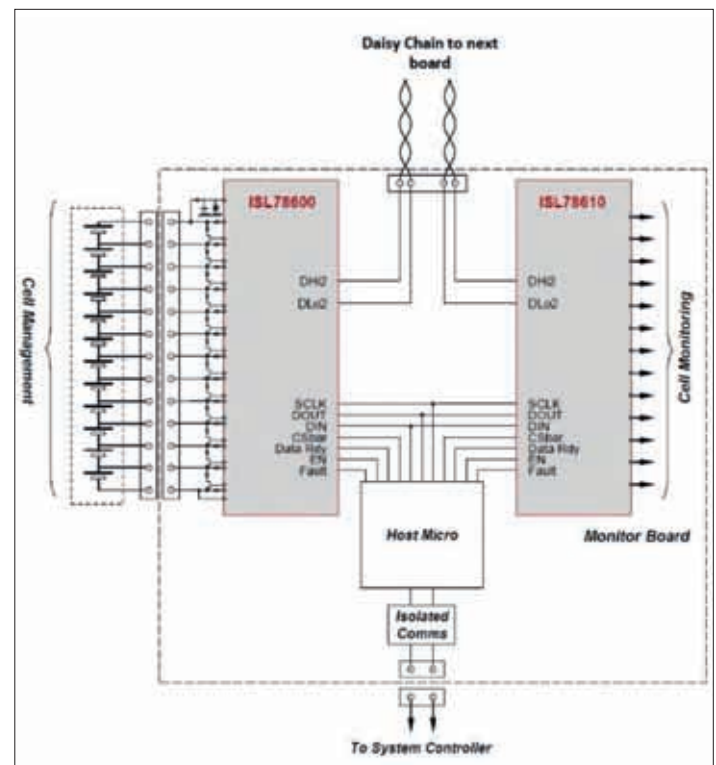 Daisy Chain to next
board
ISL78600
ISL78610
DHi2
DLo2
DHi2
DLo2
Cell Management
Cell Monitoring
SCLK
DOUT
DIN
CSbar
Data Rdy
EN
Fault
SCLK
DOUT
DIN
CSbar
Data Rdy
EN
Fault
Host Micro
Monitor Board
Isolated
Comms
To System Controller